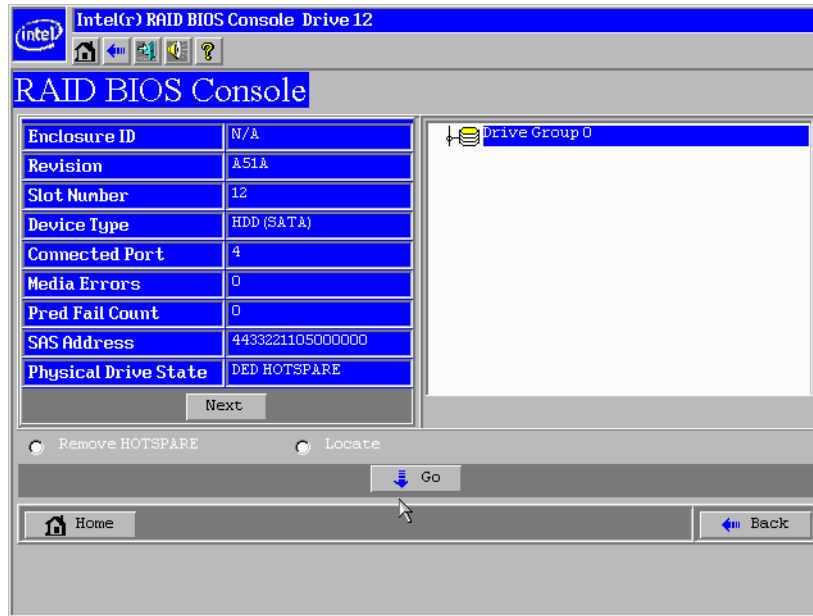 intel
Intel(r) RAID BIOS Console Drive 12
?
RAID BIOS Console
Enclosure ID N/A
Revision A51A
Slot Number 12
Device Type HDD (SATA)
Connected Port 4
Media Errors 0
Pred Fail Count 0
SAS Address 4433221105000000
Physical Drive State DED HOTSPARE
Next
Drive Group 0
Remove HOTSPARE Locate
Go
Home Back